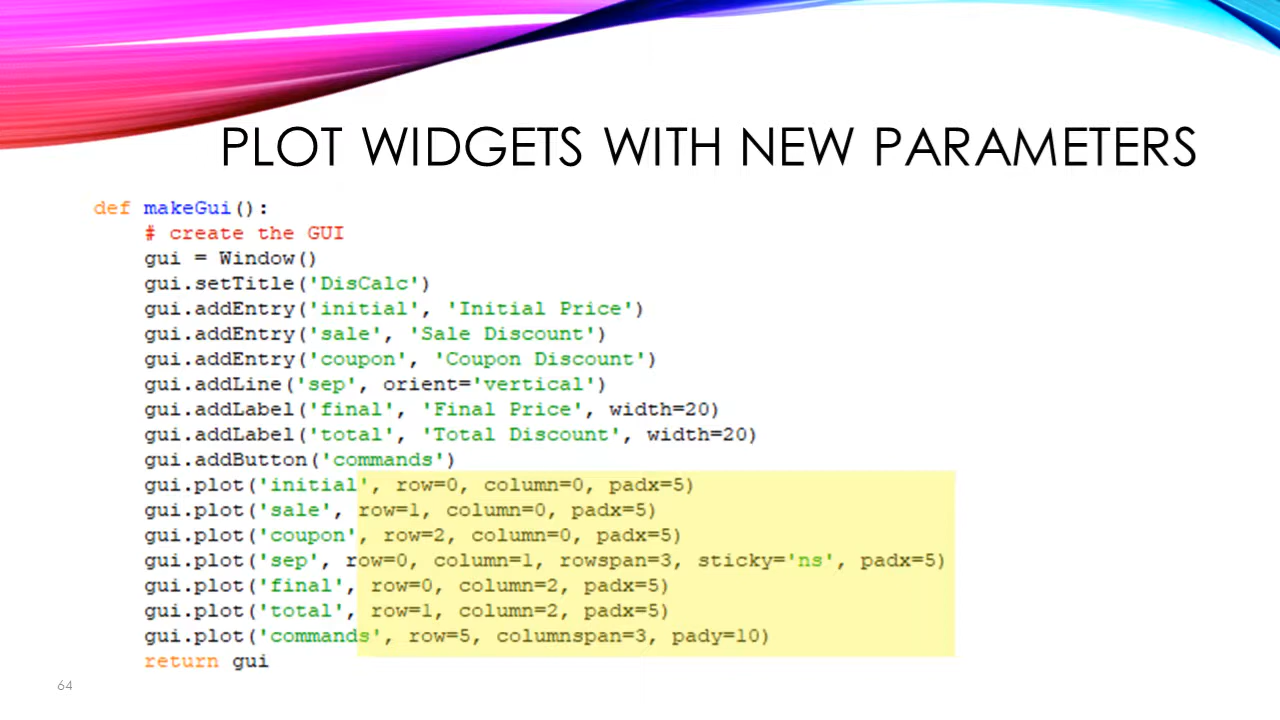 PLOT WIDGETS WITH NEW PARAMETERS
def makeGui():
    # create the GUI
    gui = Window()
    gui.setTitle('DisCalc')
    gui.addEntry('initial', 'Initial Price')
    gui.addEntry('sale', 'Sale Discount')
    gui.addEntry('coupon', 'Coupon Discount')
    gui.addLine('sep', orient='vertical')
    gui.addLabel('final', 'Final Price', width=20)
    gui.addLabel('total', 'Total Discount', width=20)
    gui.addButton('commands')
    gui.plot('initial', row=0, column=0, padx=5)
    gui.plot('sale', row=1, column=0, padx=5)
    gui.plot('coupon', row=2, column=0, padx=5)
    gui.plot('sep', row=0, column=1, rowspan=3, sticky='ns', padx=5)
    gui.plot('final', row=0, column=2, padx=5)
    gui.plot('total', row=1, column=2, padx=5)
    gui.plot('commands', row=5, columnspan=3, pady=10)
    return gui
64